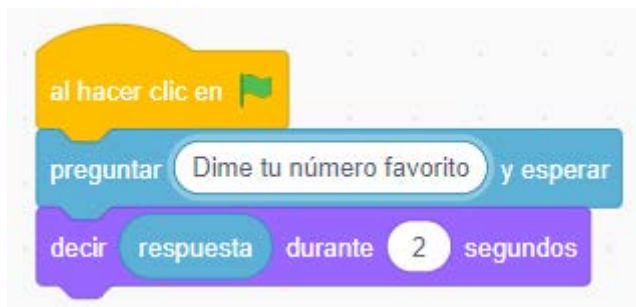 al hacer clic en
preguntar Dime tu número favorito y esperar
decir respuesta durante 2 segundos